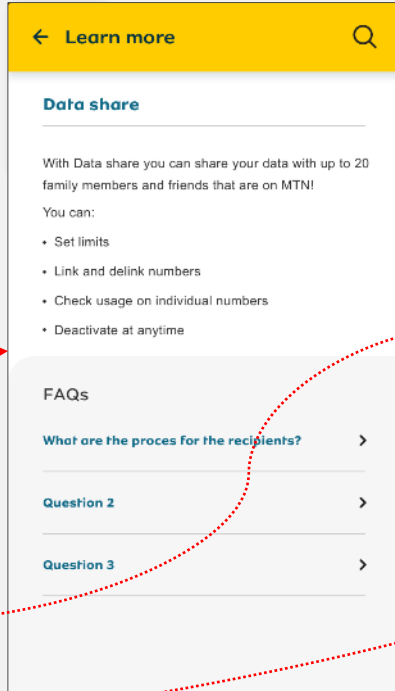 Learn more
Data share
With Data share you can share your data with up to 20
family members and friends that are on MTN!
You can:
• Set limits
• Link and delink numbers
• Check usage on individual numbers
• Deactivate at anytime
FAQs
What are the proces for the recipients?
Question 2
Question 3